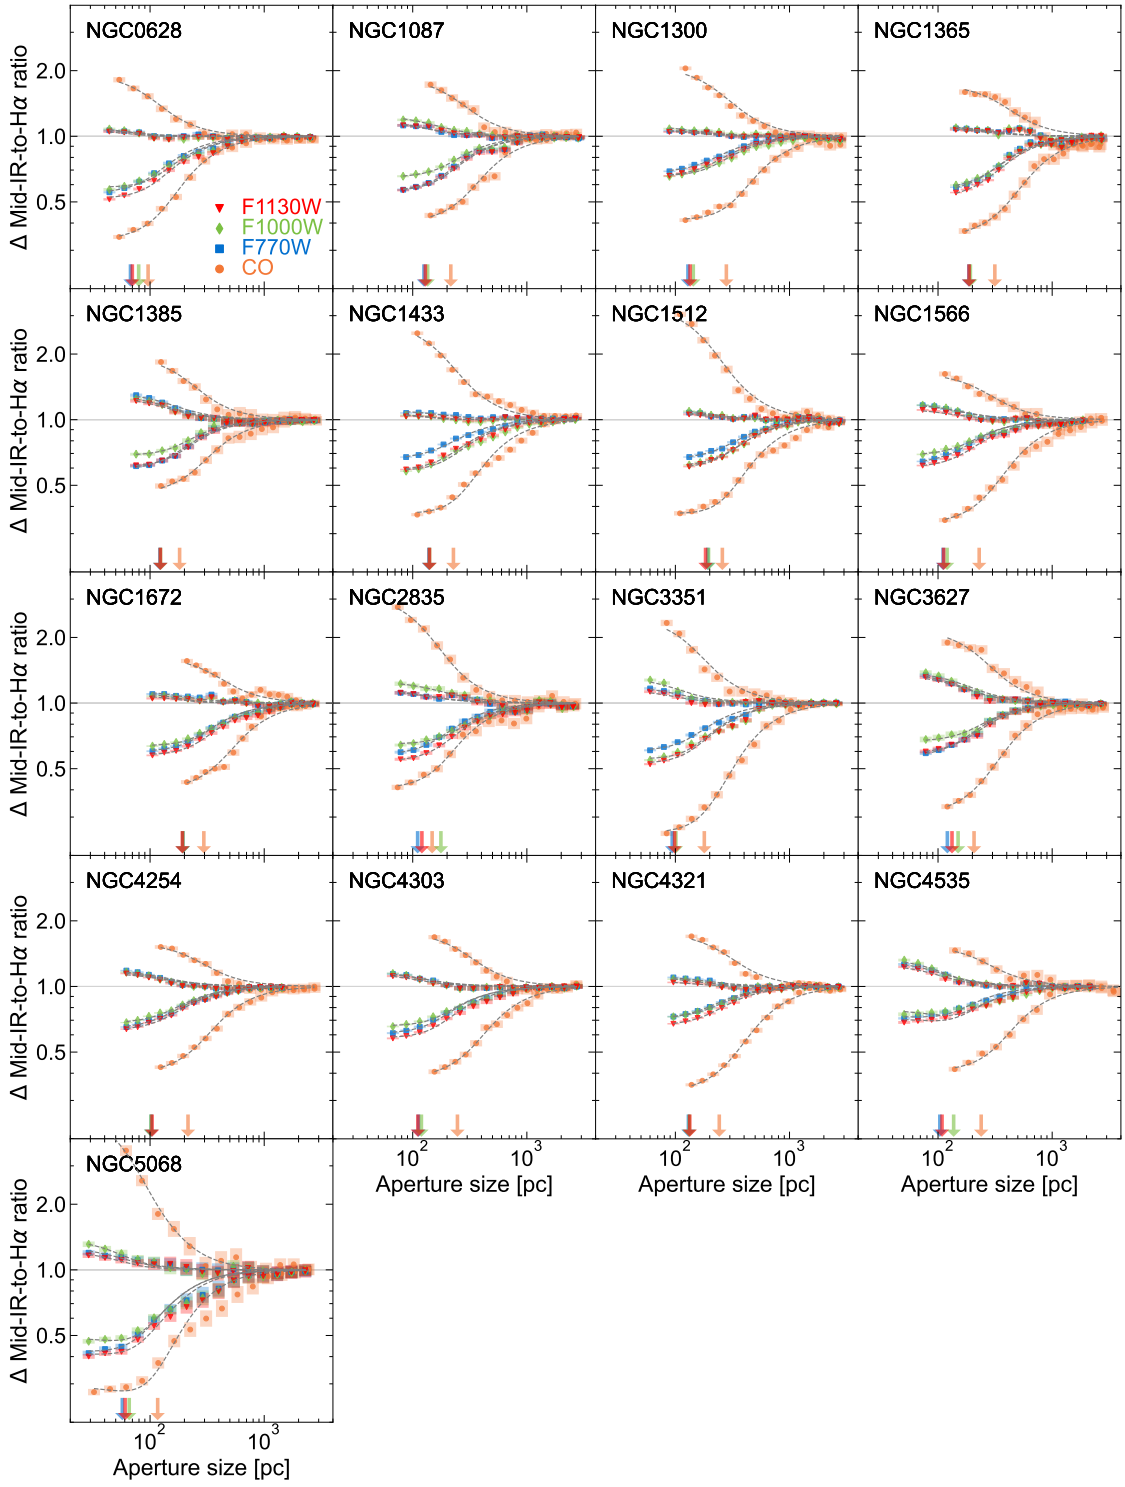 NGC0628
NGC1087
NGC1300
NGC1365
Δ Mid-IR-to-Hα ratio
2.0
1.0
0.5
F1130W
F1000W
F770W
CO
NGC1385
NGC1433
NGC1512
NGC1566
Δ Mid-IR-to-Hα ratio
2.0
1.0
0.5
NGC1672
NGC2835
NGC3351
NGC3627
Δ Mid-IR-to-Hα ratio
2.0
1.0
0.5
NGC4254
NGC4303
NGC4321
NGC4535
Δ Mid-IR-to-Hα ratio
2.0
1.0
0.5
10² 10³
10² 10³
10² 10³
Aperture size [pc]
Aperture size [pc]
Aperture size [pc]
NGC5068
Δ Mid-IR-to-Hα ratio
2.0
1.0
0.5
10² 10³
Aperture size [pc]